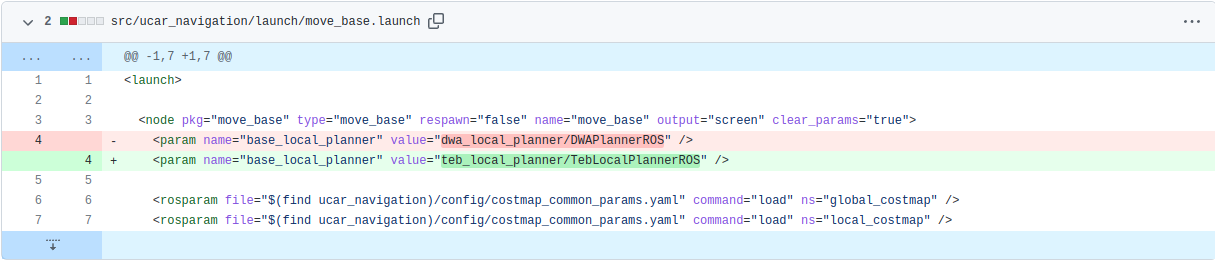 2 src/ucar_navigation/launch/move_base.launch ...
... ... @@ -1,7 +1,7 @@
1 1 <launch>
2 2
3 3 <node pkg="move_base" type="move_base" respawn="false" name="move_base" output="screen" clear_params="true">
4 - <param name="base_local_planner" value="dwa_local_planner/DWAPlannerROS" />
4 + <param name="base_local_planner" value="teb_local_planner/TebLocalPlannerROS" />
5 5
6 6 <rosparam file="$(find ucar_navigation)/config/costmap_common_params.yaml" command="load" ns="global_costmap" />
7 7 <rosparam file="$(find ucar_navigation)/config/costmap_common_params.yaml" command="load" ns="local_costmap" />